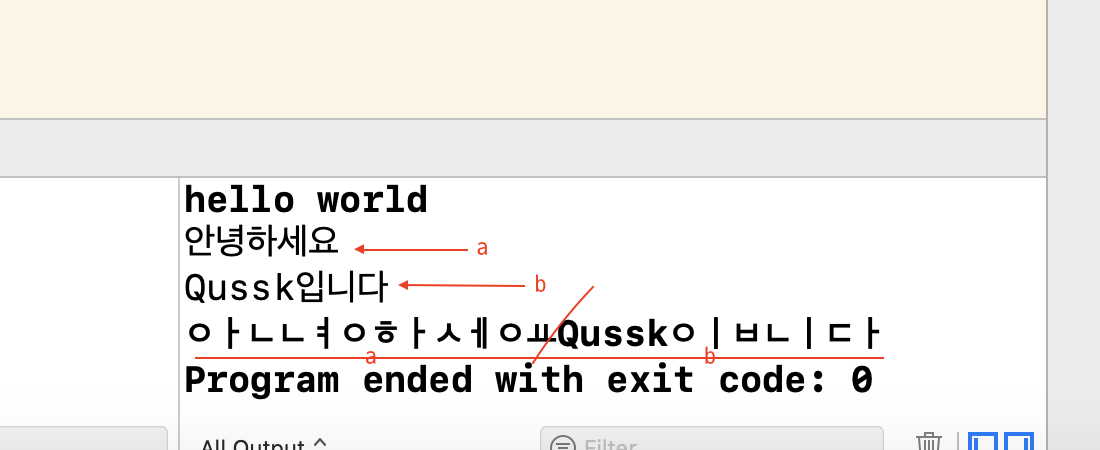 hello world
안녕하세요 a
Qussk입니다 b
ㅇㅏㄴㄴㅕㅇㅎㅏㅅㅔㅇㅛQusskㅇㅣㅂㄴㅣㄷㅏ
a b
Program ended with exit code: 0
All Output Filter